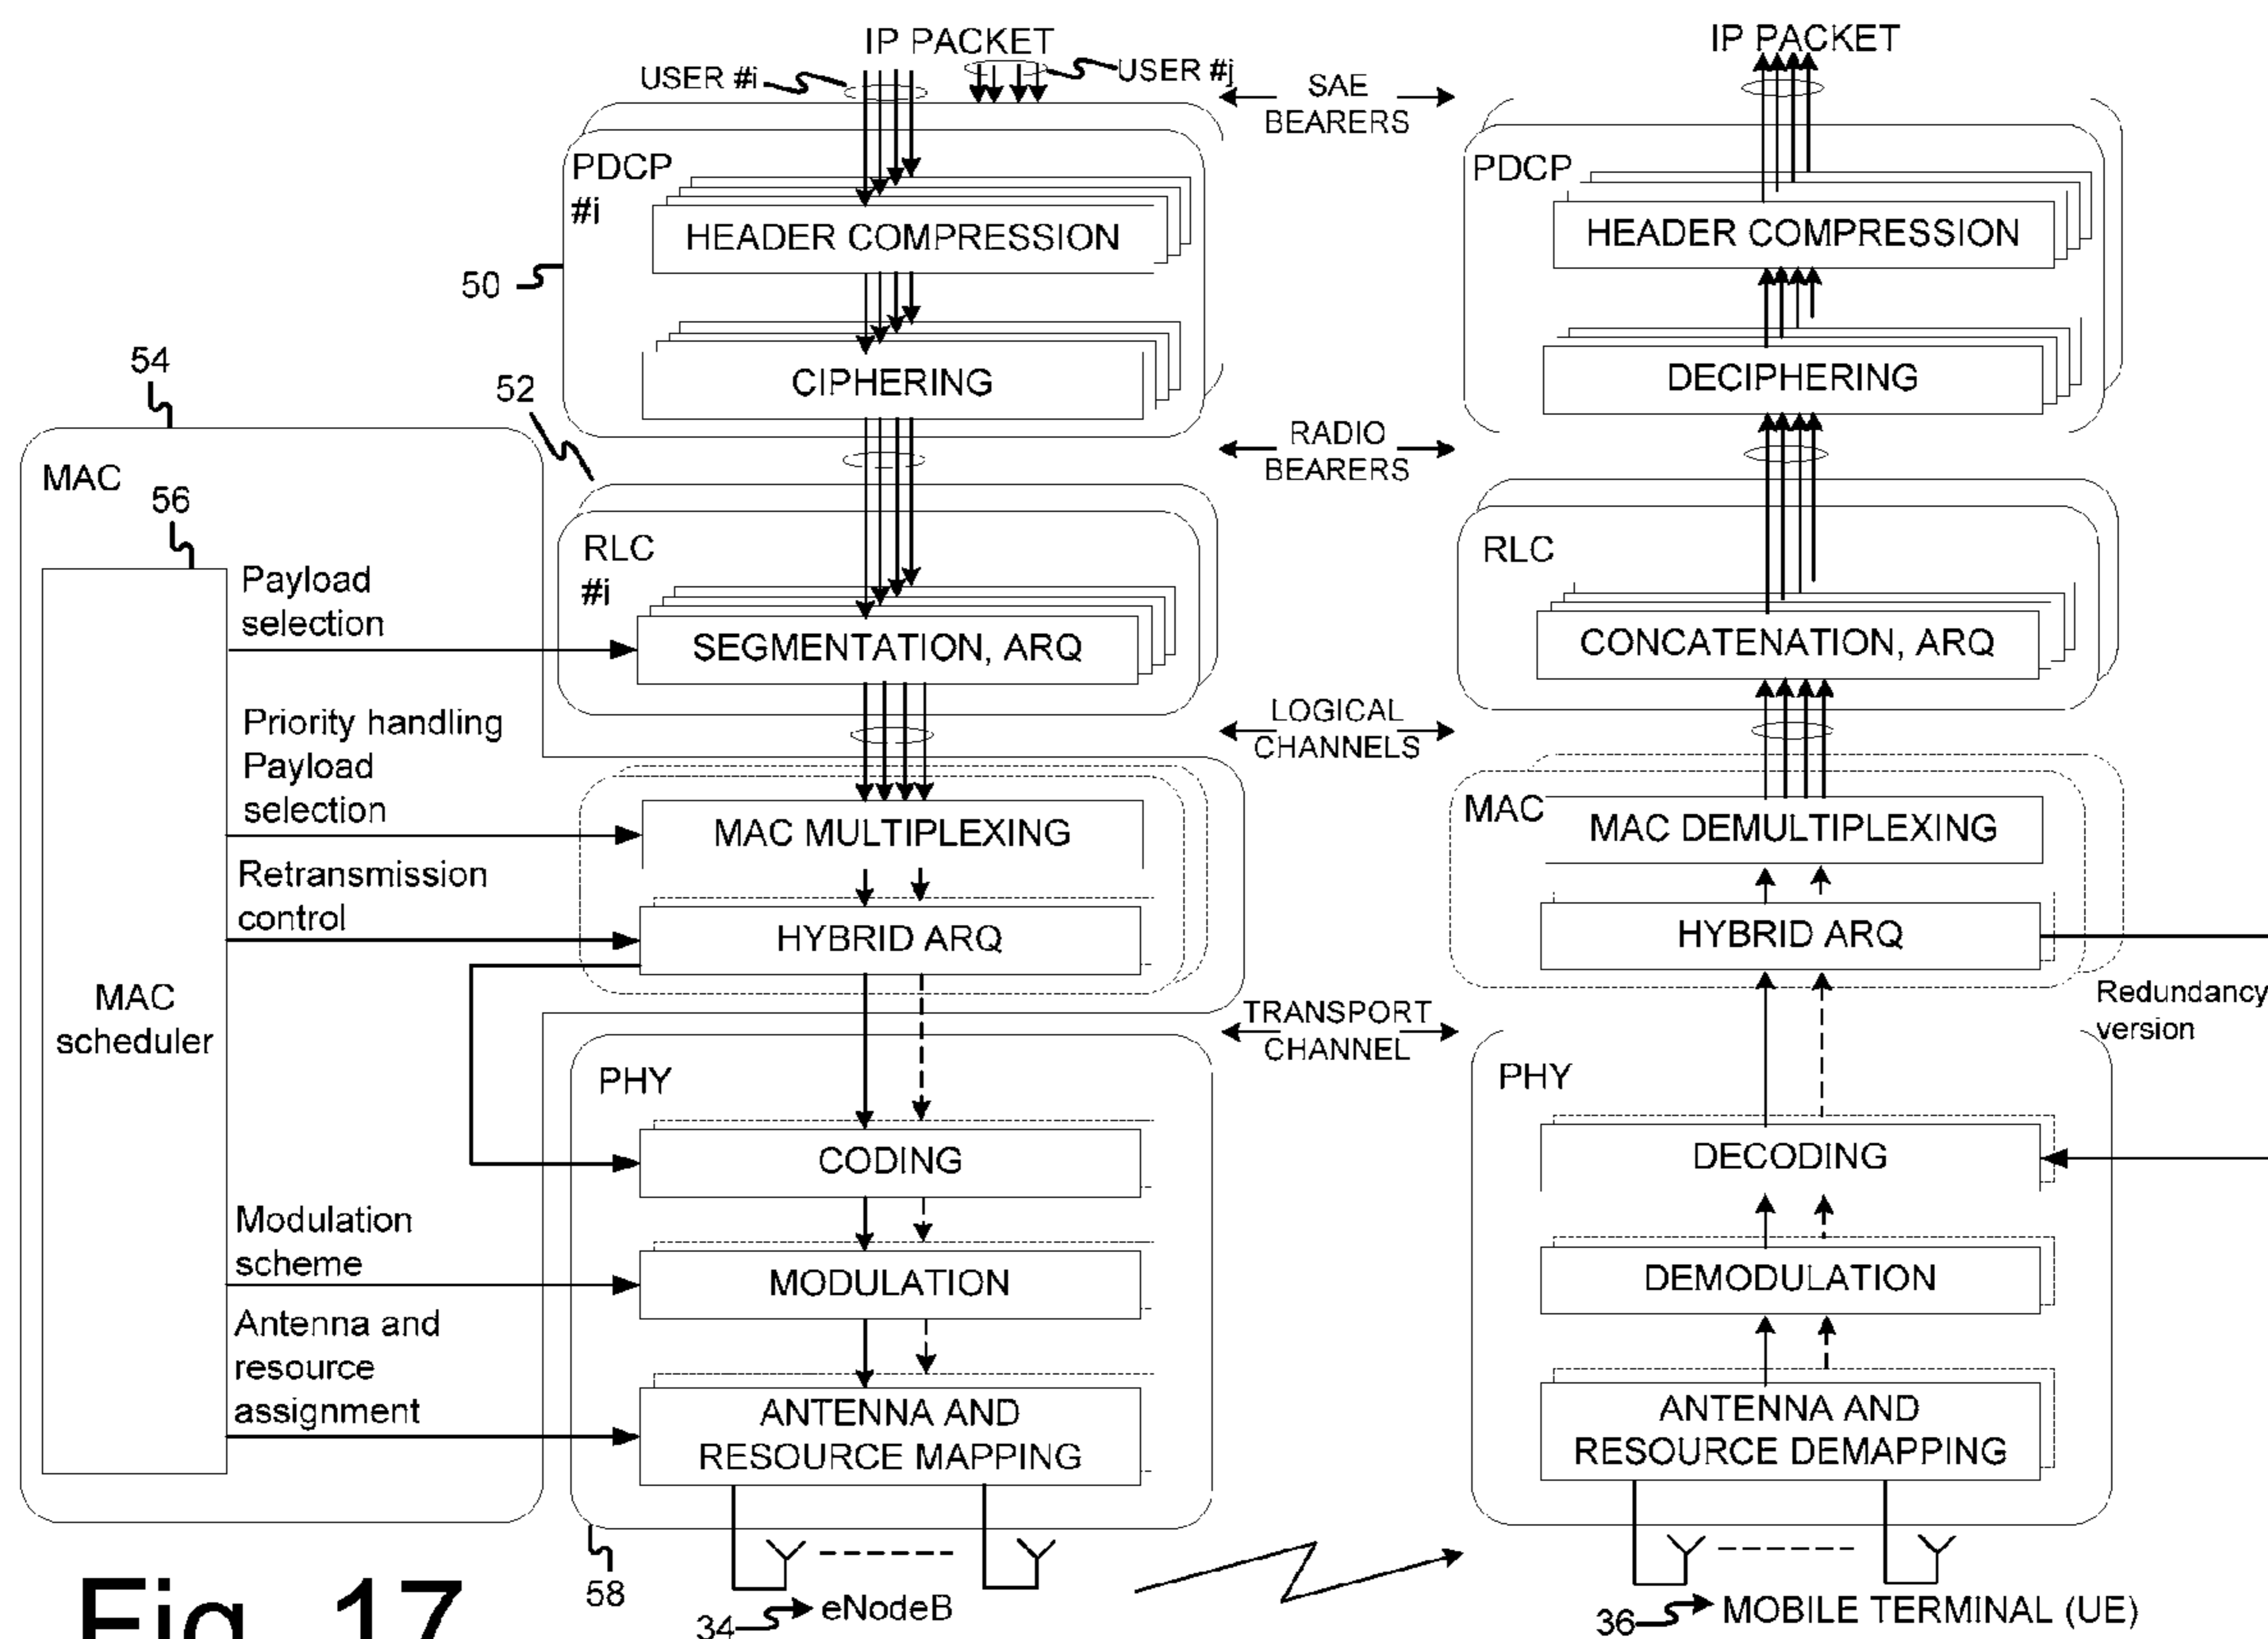 IP PACKET
USER #i
USER #j
PDCP
#i
HEADER COMPRESSION
50
CIPHERING
52
RLC
#i
SEGMENTATION, ARQ
54
MAC
56
MAC
scheduler
Payload
selection
Priority handling
Payload
selection
Retransmission
control
Modulation
scheme
Antenna and
resource
assignment
MAC MULTIPLEXING
HYBRID ARQ
PHY
CODING
MODULATION
ANTENNA AND
RESOURCE MAPPING
58
34
eNodeB
SAE
BEARERS
RADIO
BEARERS
LOGICAL
CHANNELS
TRANSPORT
CHANNEL
IP PACKET
PDCP
HEADER COMPRESSION
DECIPHERING
RLC
CONCATENATION, ARQ
MAC
MAC DEMULTIPLEXING
HYBRID ARQ
Redundancy
version
PHY
DECODING
DEMODULATION
ANTENNA AND
RESOURCE DEMAPPING
36
MOBILE TERMINAL (UE)
Fig. 17